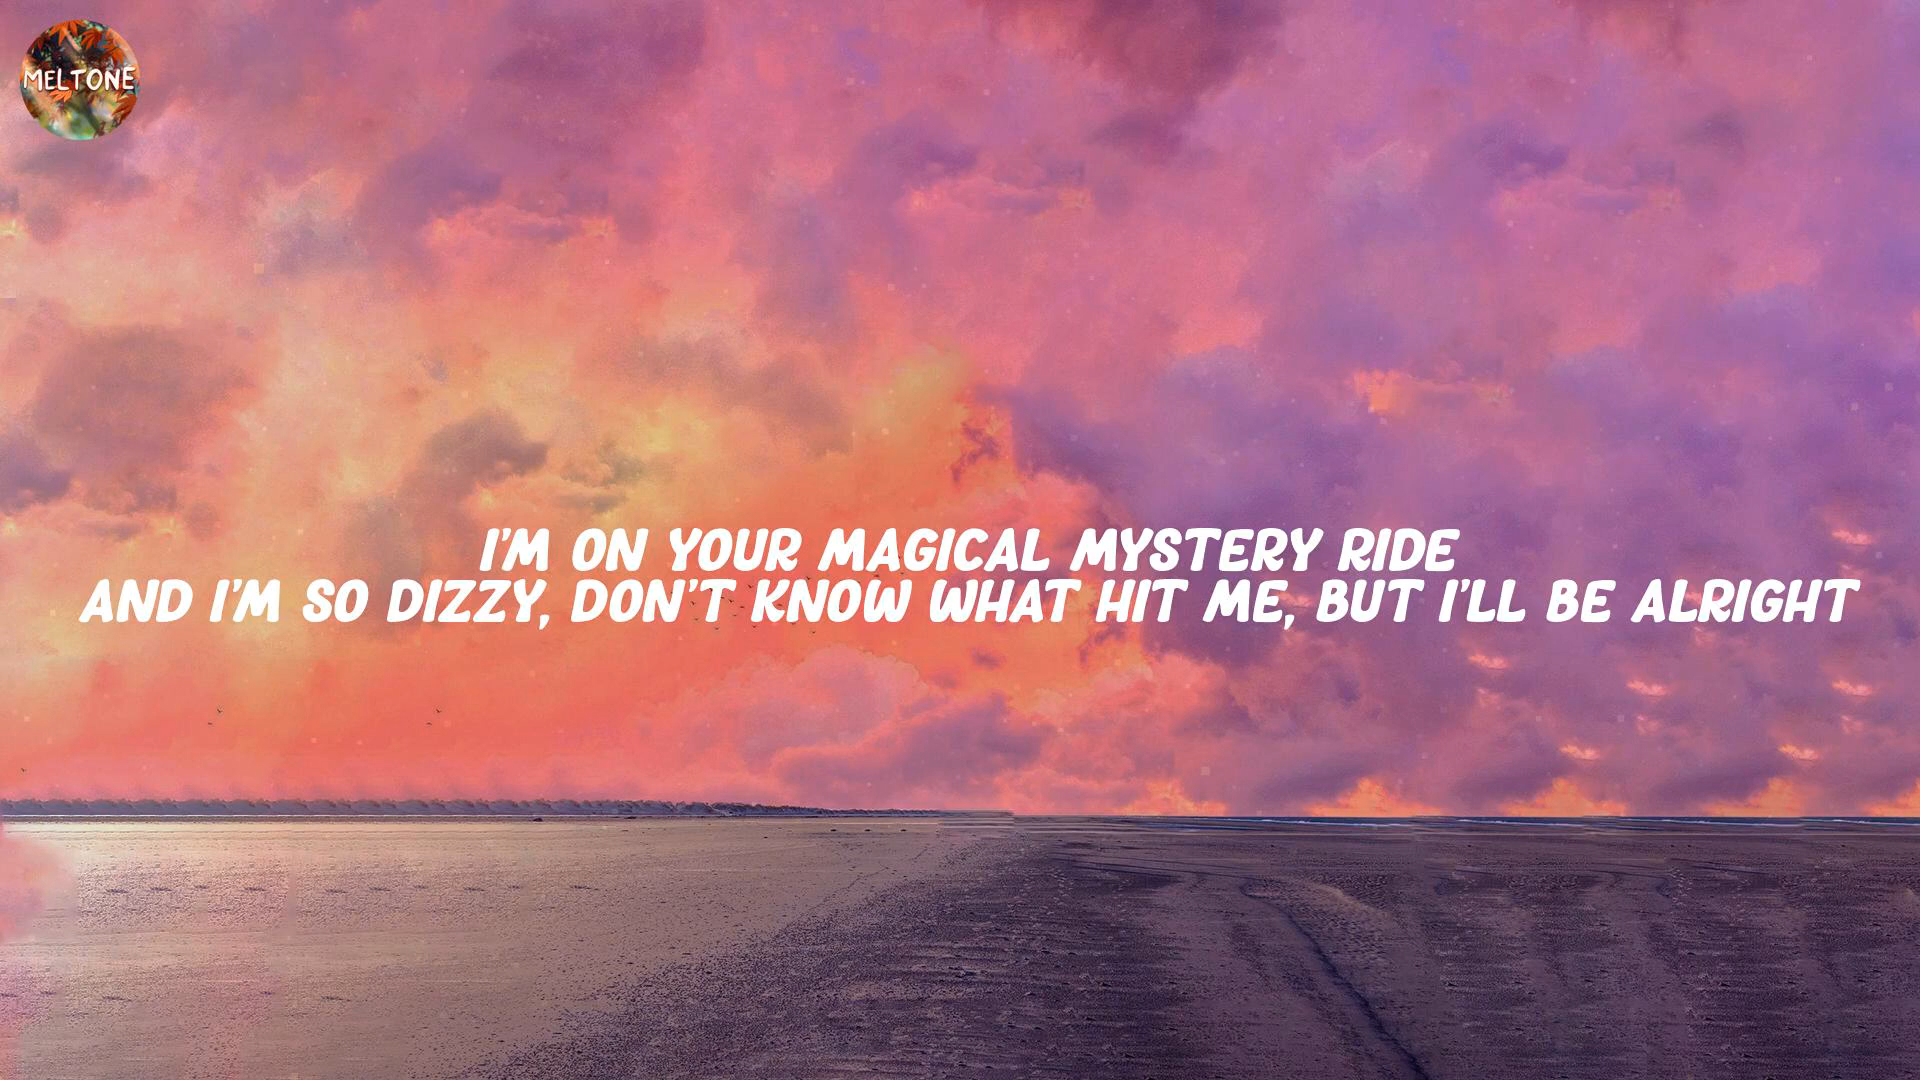 MELTONE
I'M ON YOUR MAGICAL MYSTERY RIDE
AND I'M SO DIZZY, DON'T KNOW WHAT HIT ME, BUT I'LL BE ALRIGHT